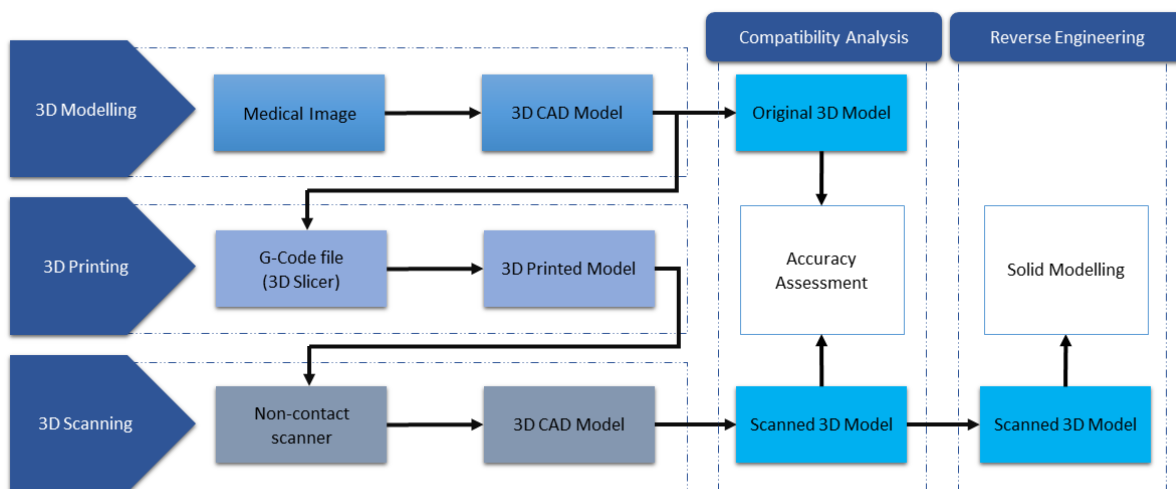 Compatibility Analysis
Reverse Engineering
3D Modelling
Medical Image
3D CAD Model
Original 3D Model
3D Printing
G-Code file
(3D Slicer)
3D Printed Model
Accuracy
Assessment
Solid Modelling
3D Scanning
Non-contact
scanner
3D CAD Model
Scanned 3D Model
Scanned 3D Model